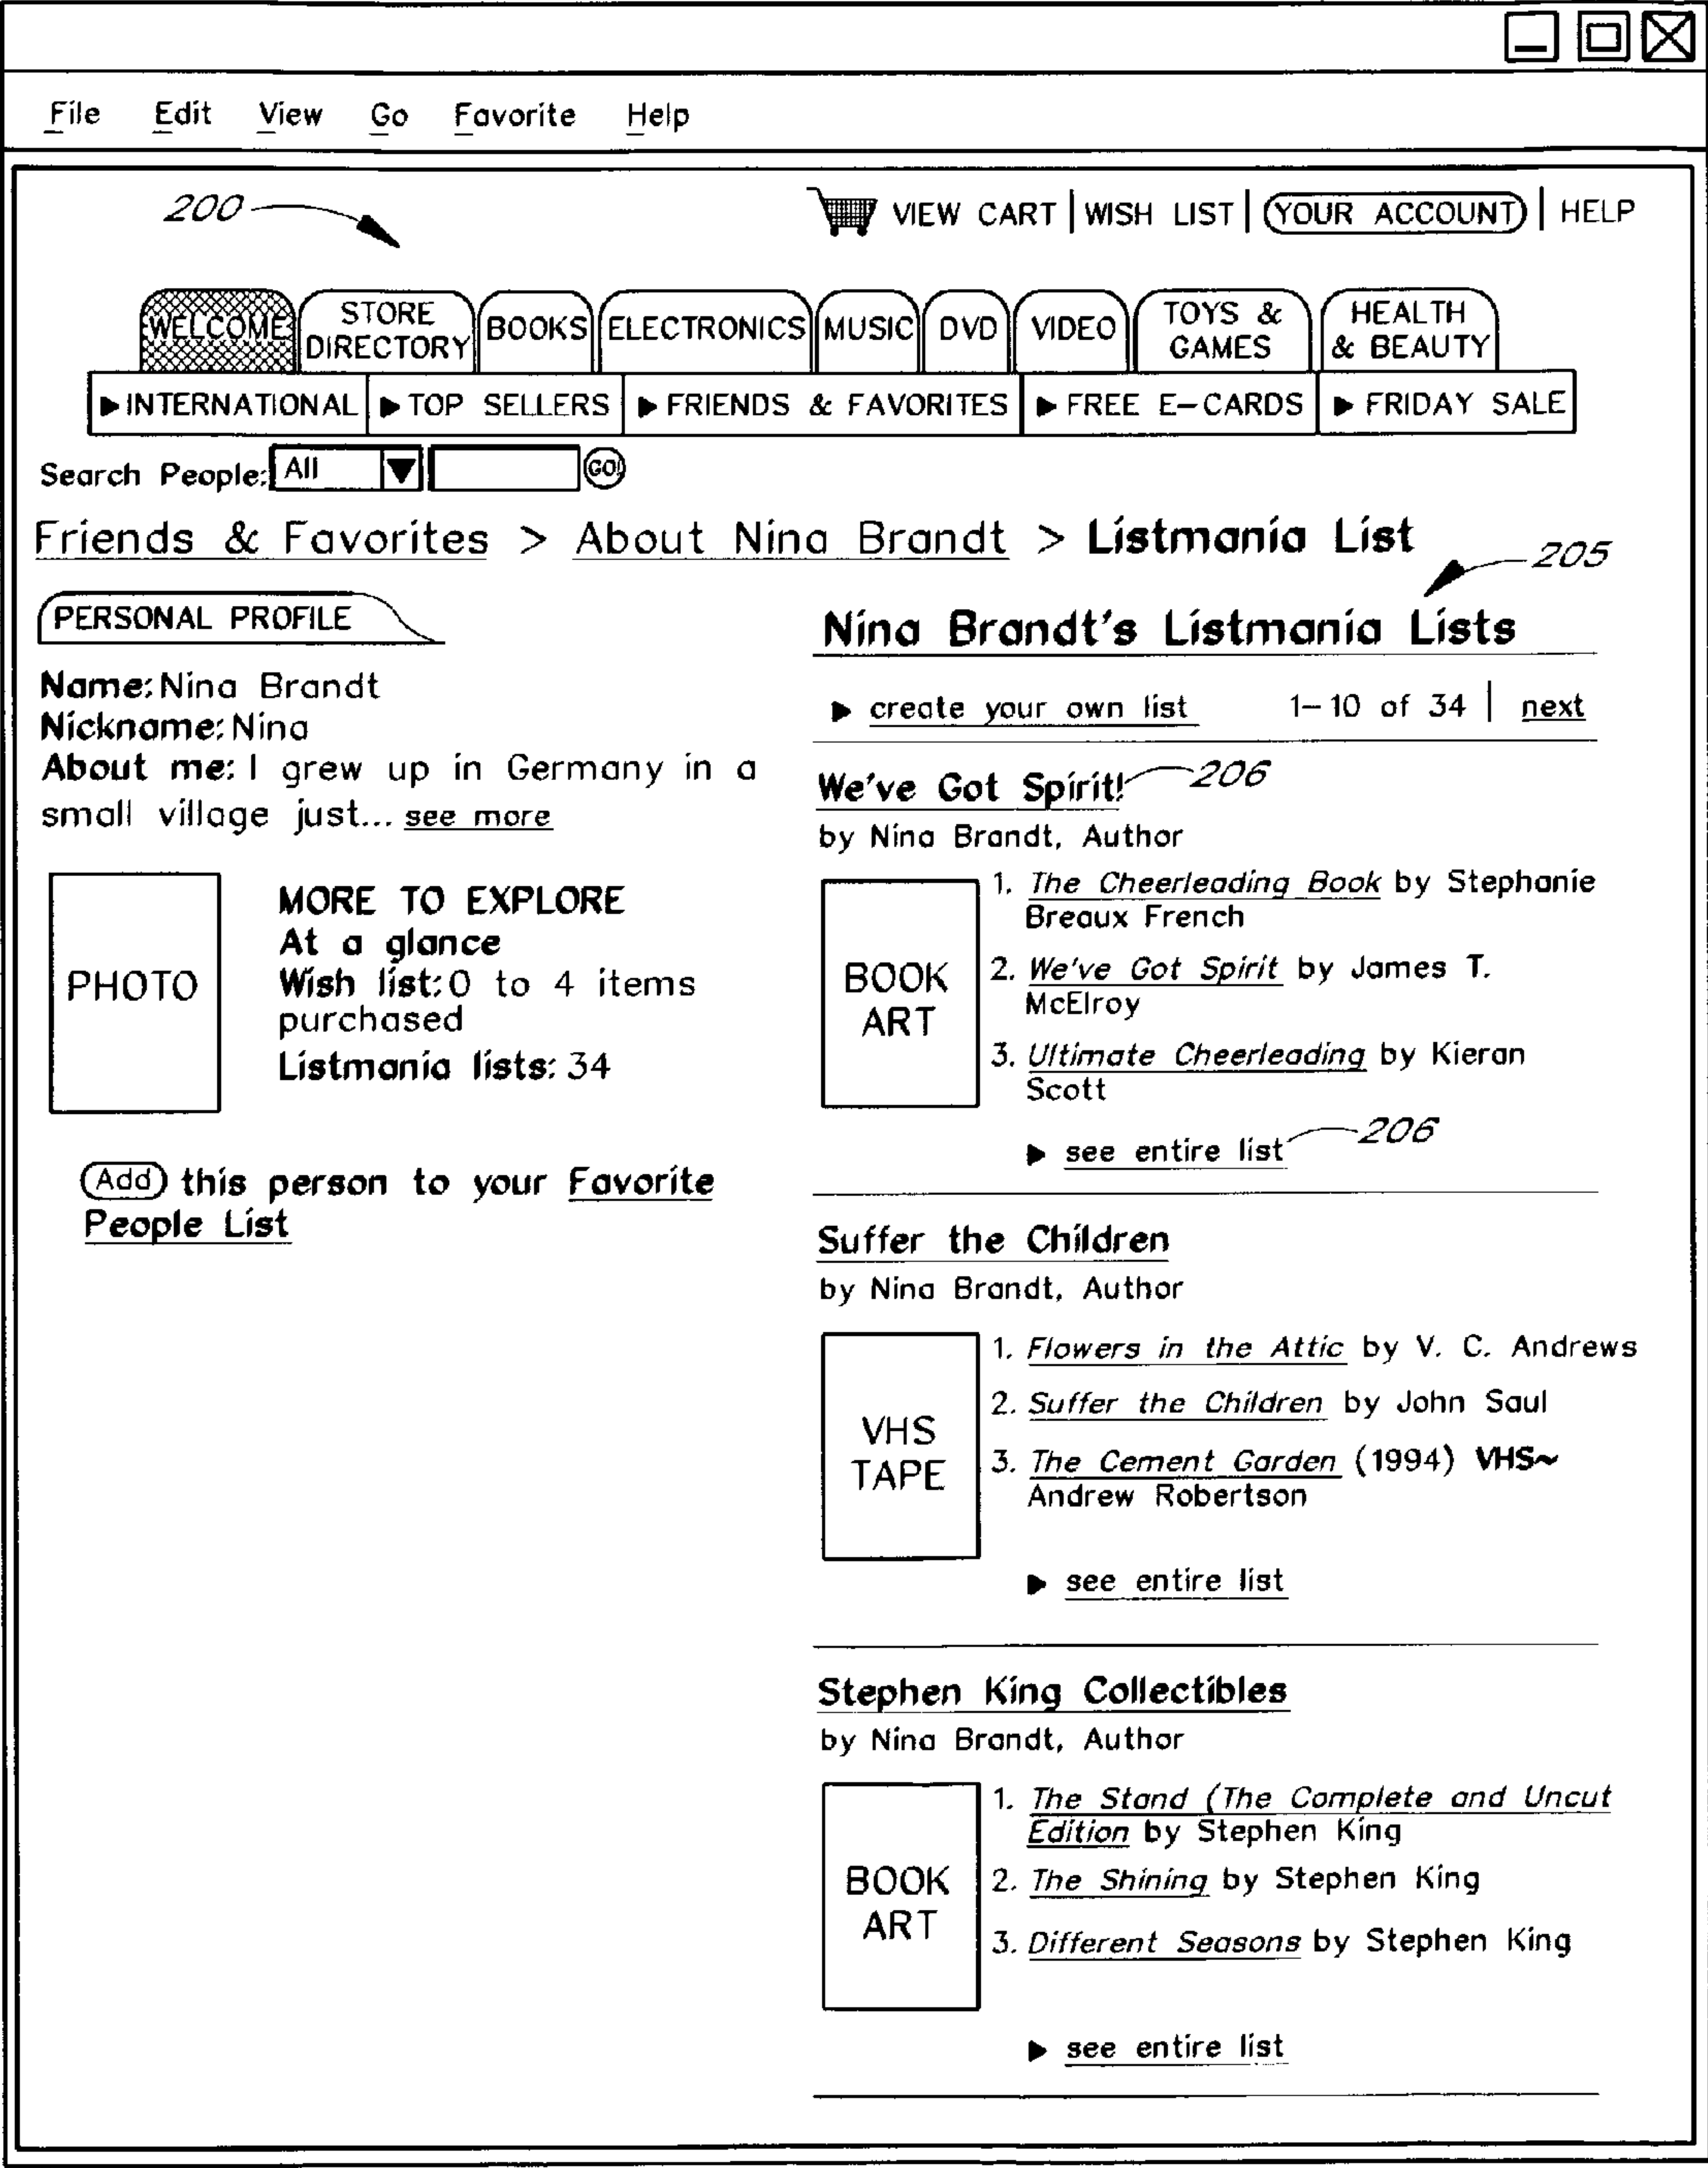 File Edit View Go Favorite Help
200
VIEW CART | WISH LIST | YOUR ACCOUNT | HELP
WELCOME STORE DIRECTORY BOOKS ELECTRONICS MUSIC DVD VIDEO TOYS & GAMES HEALTH & BEAUTY
INTERNATIONAL TOP SELLERS FRIENDS & FAVORITES FREE E-CARDS FRIDAY SALE
Search People: All GO!
Friends & Favorites > About Nina Brandt > Listmania List
205
PERSONAL PROFILE
Name: Nina Brandt
Nickname: Nina
About me: I grew up in Germany in a
small village just... see more
PHOTO
MORE TO EXPLORE
At a glance
Wish list: 0 to 4 items
purchased
Listmania lists: 34
Add this person to your Favorite
People List
Nina Brandt's Listmania Lists
create your own list 1-10 of 34 | next
We've Got Spirit! 206
by Nina Brandt, Author
BOOK
ART
1. The Cheerleading Book by Stephanie
Breaux French
2. We've Got Spirit by James T.
McElroy
3. Ultimate Cheerleading by Kieran
Scott
see entire list 206
Suffer the Children
by Nina Brandt, Author
VHS
TAPE
1. Flowers in the Attic by V. C. Andrews
2. Suffer the Children by John Saul
3. The Cement Garden (1994) VHS~
Andrew Robertson
see entire list
Stephen King Collectibles
by Nina Brandt, Author
BOOK
ART
1. The Stand (The Complete and Uncut
Edition by Stephen King
2. The Shining by Stephen King
3. Different Seasons by Stephen King
see entire list